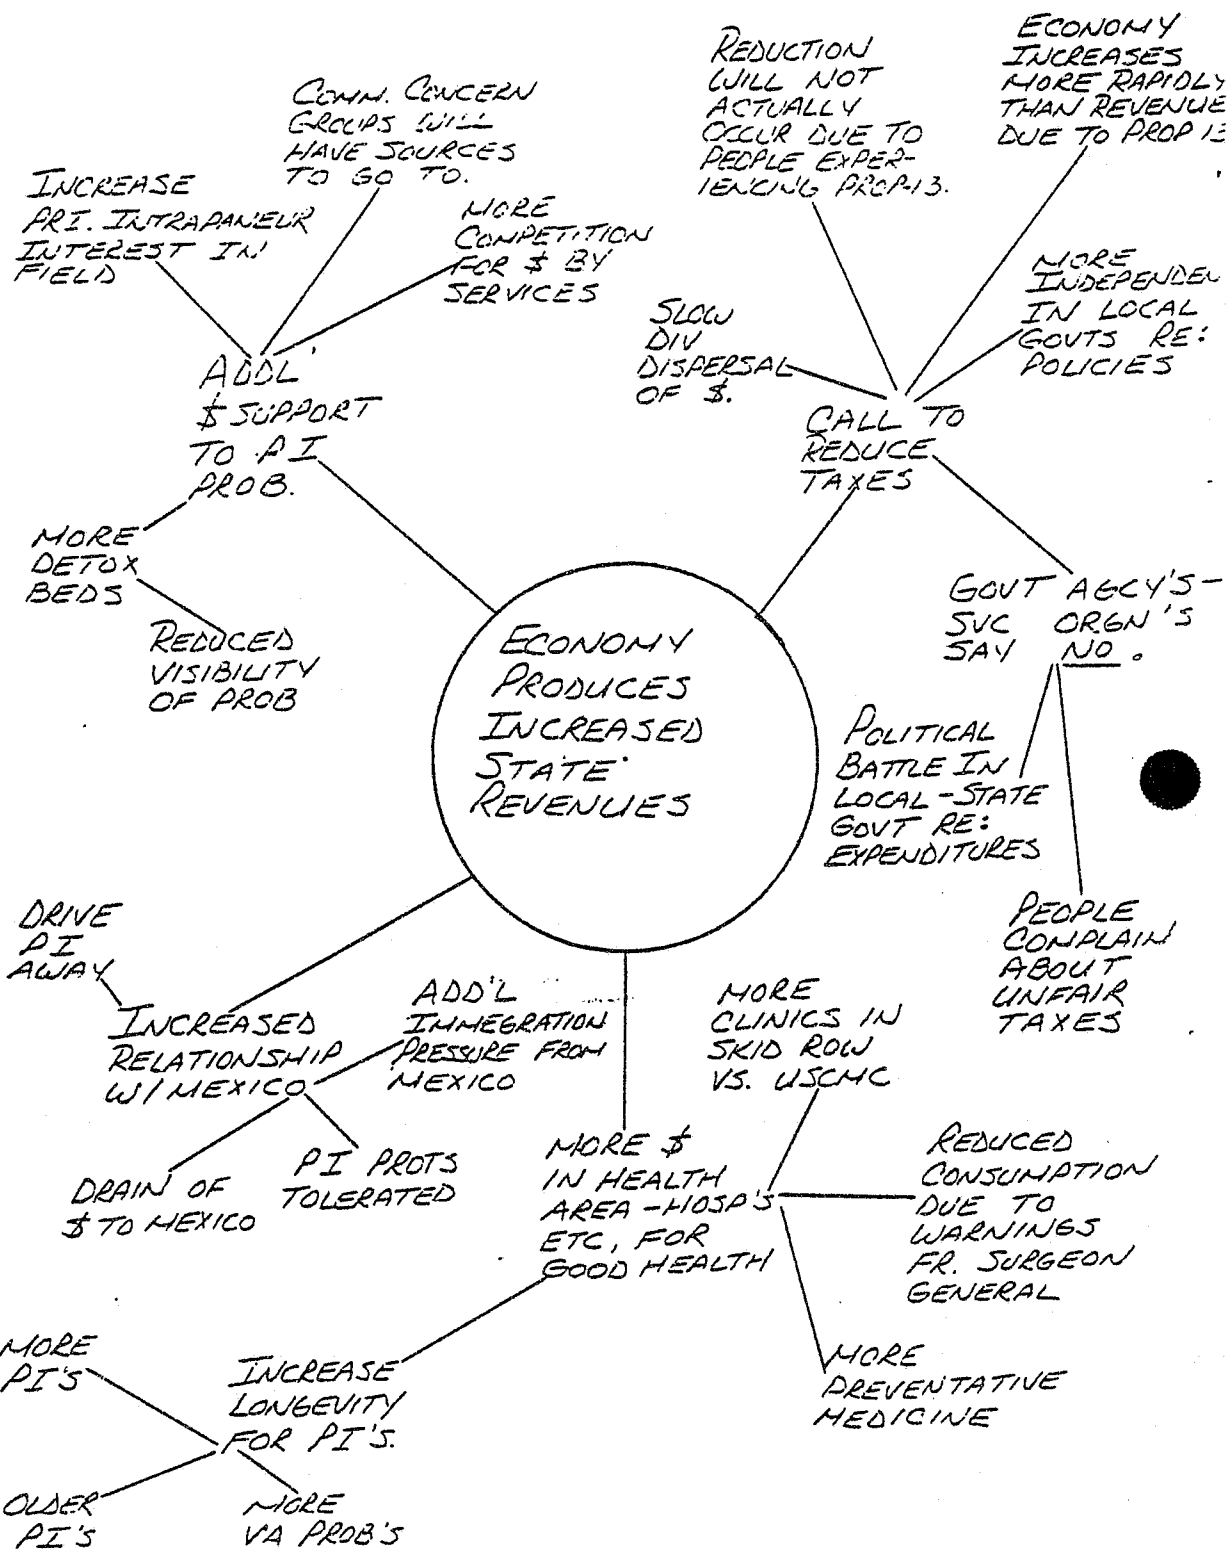 COMM. CONCERN
GROUPS WILL
HAVE SOURCES
TO GO TO.
INCREASE
PRI. INTRAPANEUR
INTEREST IN
FIELD
MORE
COMPETITION
FOR $ BY
SERVICES
ADDL'
$ SUPPORT
TO PI
PROB.
MORE
DETOX
BEDS
REDUCED
VISIBILITY
OF PROB
REDUCTION
WILL NOT
ACTUALLY
OCCUR DUE TO
PEOPLE EXPER-
IENCING PROP-13.
ECONOMY
INCREASES
MORE RAPIDLY
THAN REVENUE
DUE TO PROP 13
SLOW
DIV
DISPERSAL
OF $.
MORE
INDEPENDEN
IN LOCAL
GOVTS RE:
POLICIES
CALL TO
REDUCE
TAXES
GOVT AGCY'S-
SVC ORGN'S
SAY NO.
POLITICAL
BATTLE IN
LOCAL-STATE
GOVT RE:
EXPENDITURES
PEOPLE
COMPLAIN
ABOUT
UNFAIR
TAXES
ECONOMY
PRODUCES
INCREASED
STATE
REVENUES
DRIVE
PI
AWAY
INCREASED
RELATIONSHIP
W/ MEXICO
ADD'L
IMMEGRATION
PRESSURE FROM
MEXICO
DRAIN OF
$ TO MEXICO
PI PROTS
TOLERATED
MORE
CLINICS IN
SKID ROW
VS. USCMC
MORE $
IN HEALTH
AREA-HOSP'S
ETC, FOR
GOOD HEALTH
REDUCED
CONSUMPTION
DUE TO
WARNINGS
FR. SURGEON
GENERAL
MORE
PREVENTATIVE
MEDICINE
INCREASE
LONGEVITY
FOR PI'S.
MORE
PI'S
OLDER
PI'S
MORE
VA PROB'S